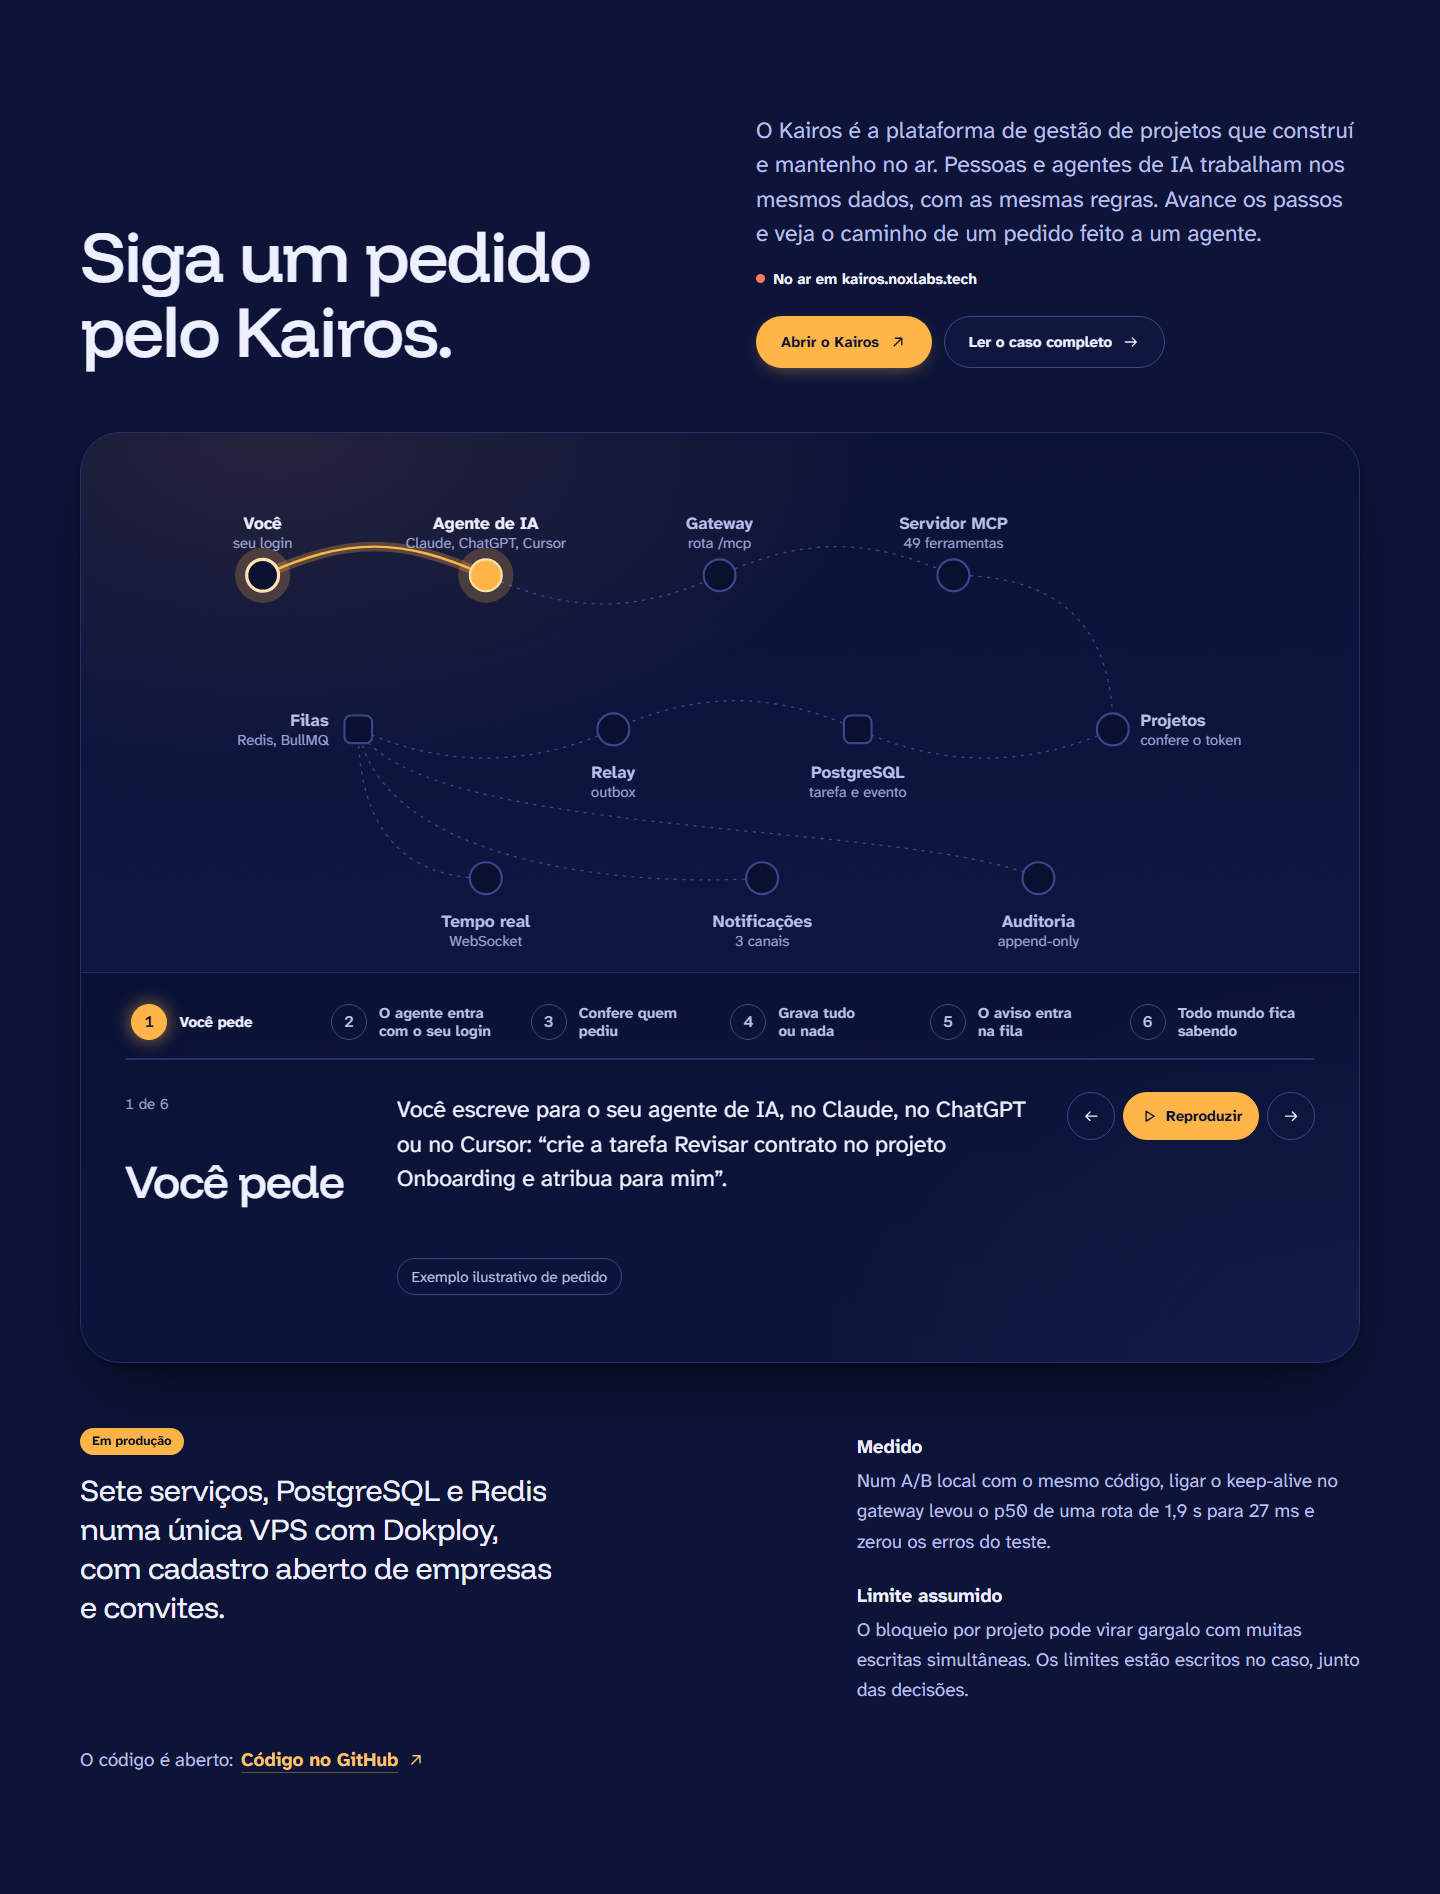 Siga um pedido
pelo Kairos.
O Kairos é a plataforma de gestão de projetos que construí
e mantenho no ar. Pessoas e agentes de IA trabalham nos
mesmos dados, com as mesmas regras. Avance os passos
e veja o caminho de um pedido feito a um agente.
No ar em kairos.noxlabs.tech
Abrir o Kairos
Ler o caso completo
Você
seu login
Agente de IA
Claude, ChatGPT, Cursor
Gateway
rota /mcp
Servidor MCP
49 ferramentas
Filas
Redis, BullMQ
Relay
outbox
PostgreSQL
tarefa e evento
Projetos
confere o token
Tempo real
WebSocket
Notificações
3 canais
Auditoria
append-only
1
Você pede
2
O agente entra
com o seu login
3
Confere quem
pediu
4
Grava tudo
ou nada
5
O aviso entra
na fila
6
Todo mundo fica
sabendo
1 de 6
Você pede
Você escreve para o seu agente de IA, no Claude, no ChatGPT
ou no Cursor: “crie a tarefa Revisar contrato no projeto
Onboarding e atribua para mim”.
Exemplo ilustrativo de pedido
Reproduzir
Em produção
Sete serviços, PostgreSQL e Redis
numa única VPS com Dokploy,
com cadastro aberto de empresas
e convites.
Medido
Num A/B local com o mesmo código, ligar o keep-alive no
gateway levou o p50 de uma rota de 1,9 s para 27 ms e
zerou os erros do teste.
Limite assumido
O bloqueio por projeto pode virar gargalo com muitas
escritas simultâneas. Os limites estão escritos no caso, junto
das decisões.
O código é aberto: Código no GitHub